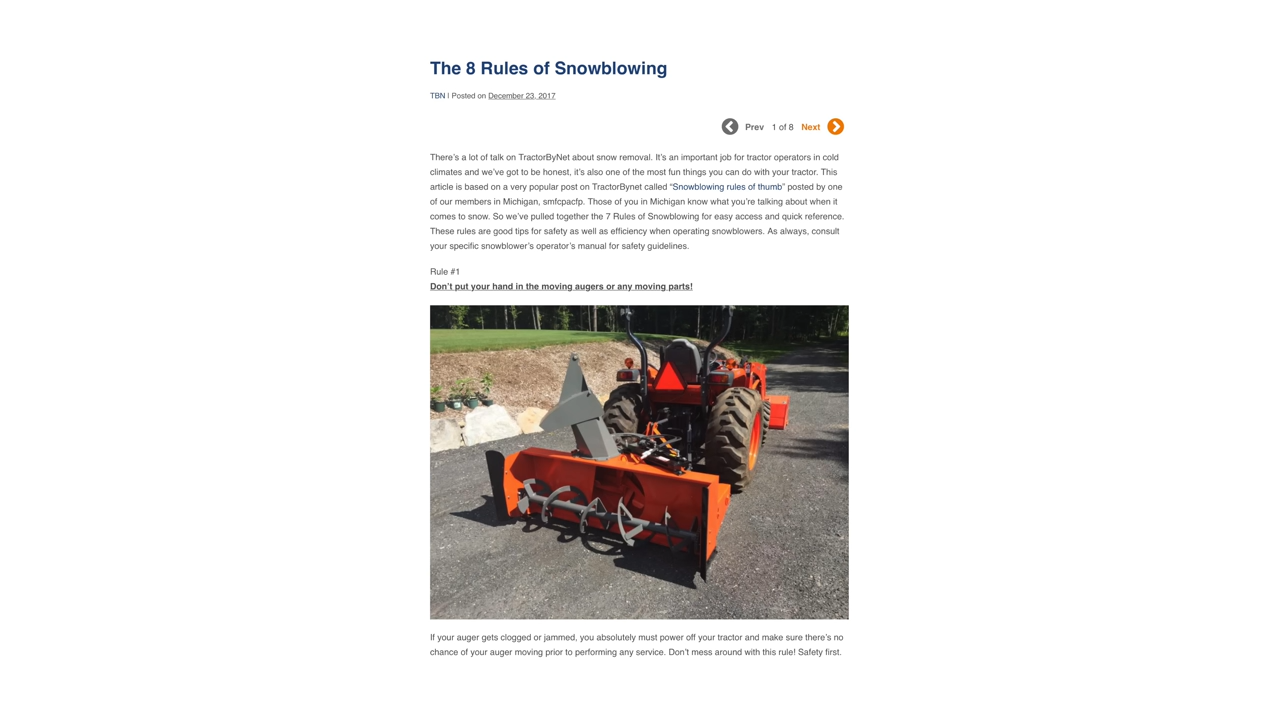 The 8 Rules of Snowblowing
TBN | Posted on December 23, 2017
Prev 1 of 8 Next
There's a lot of talk on TractorByNet about snow removal. It's an important job for tractor operators in cold
climates and we've got to be honest, it's also one of the most fun things you can do with your tractor. This
article is based on a very popular post on TractorBynet called “Snowblowing rules of thumb” posted by one
of our members in Michigan, smfcpacfp. Those of you in Michigan know what you're talking about when it
comes to snow. So we've pulled together the 7 Rules of Snowblowing for easy access and quick reference.
These rules are good tips for safety as well as efficiency when operating snowblowers. As always, consult
your specific snowblower's operator's manual for safety guidelines.
Rule #1
Don't put your hand in the moving augers or any moving parts!
If your auger gets clogged or jammed, you absolutely must power off your tractor and make sure there's no
chance of your auger moving prior to performing any service. Don't mess around with this rule! Safety first.